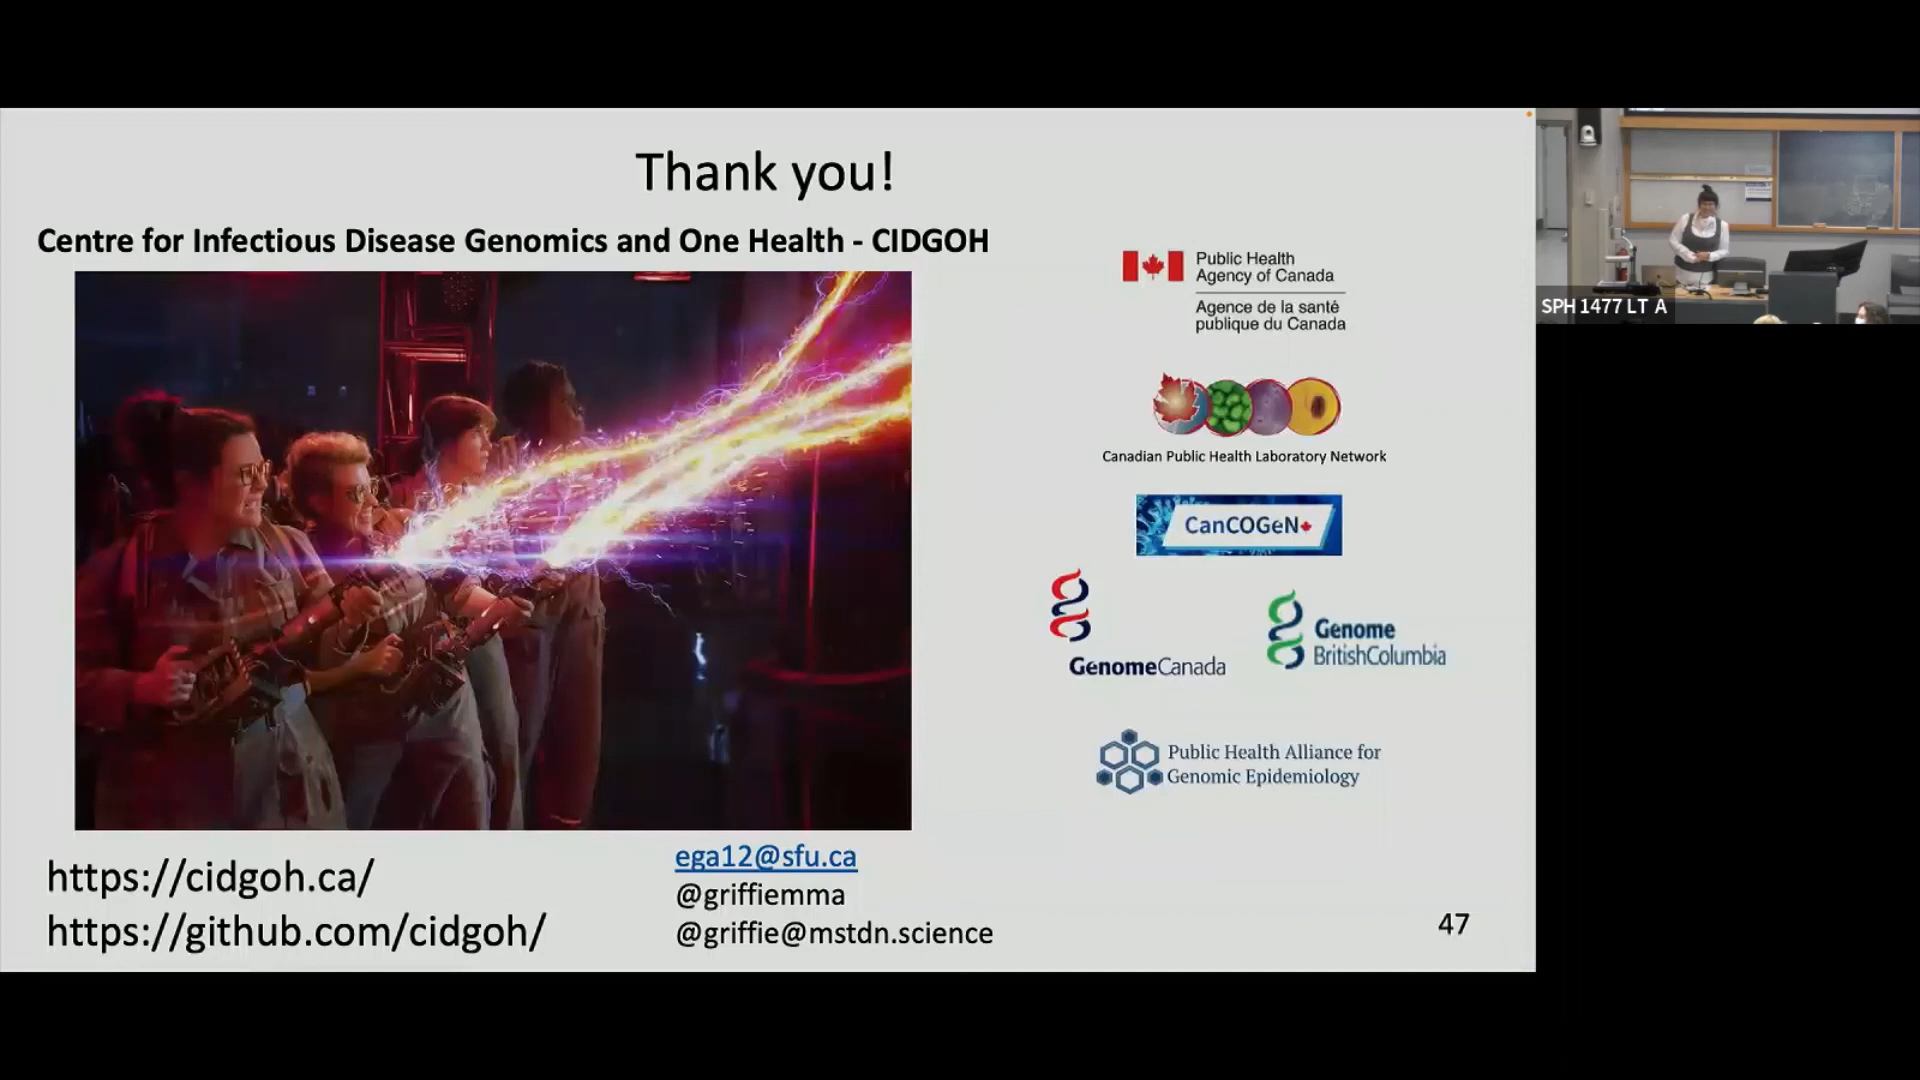 Thank you!
Centre for Infectious Disease Genomics and One Health - CIDGOH
Public Health
Agency of Canada
Agence de la santé
publique du Canada
Canadian Public Health Laboratory Network
CanCOGeN
GenomeCanada
Genome
BritishColumbia
Public Health Alliance for
Genomic Epidemiology
https://cidgoh.ca/
https://github.com/cidgoh/
ega12@sfu.ca
@griffiemma
@griffie@mstdn.science
47
SPH 1477 LT A